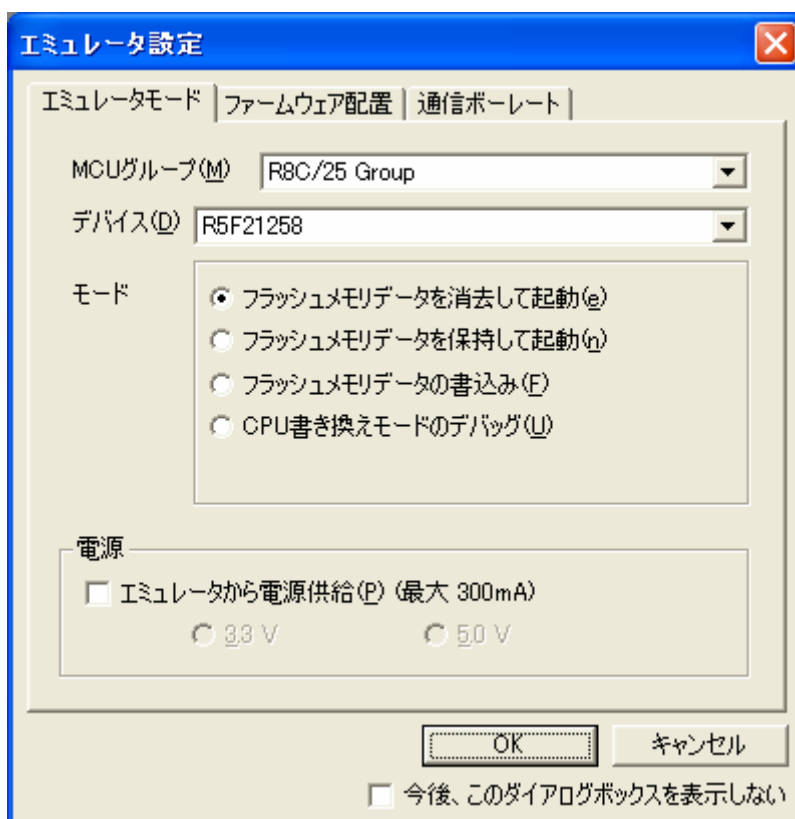 エミュレータ設定
エミュレータモード ファームウェア配置 通信ボーレート
MCUグループ(M) R8C/25 Group
デバイス(D) R5F21258
モード
フラッシュメモリデータを消去して起動(e)
フラッシュメモリデータを保持して起動(n)
フラッシュメモリデータの書込み(F)
CPU書き換えモードのデバッグ(U)
電源
エミュレータから電源供給(P) (最大 300mA)
3.3 V 5.0 V
OK キャンセル
今後、このダイアログボックスを表示しない